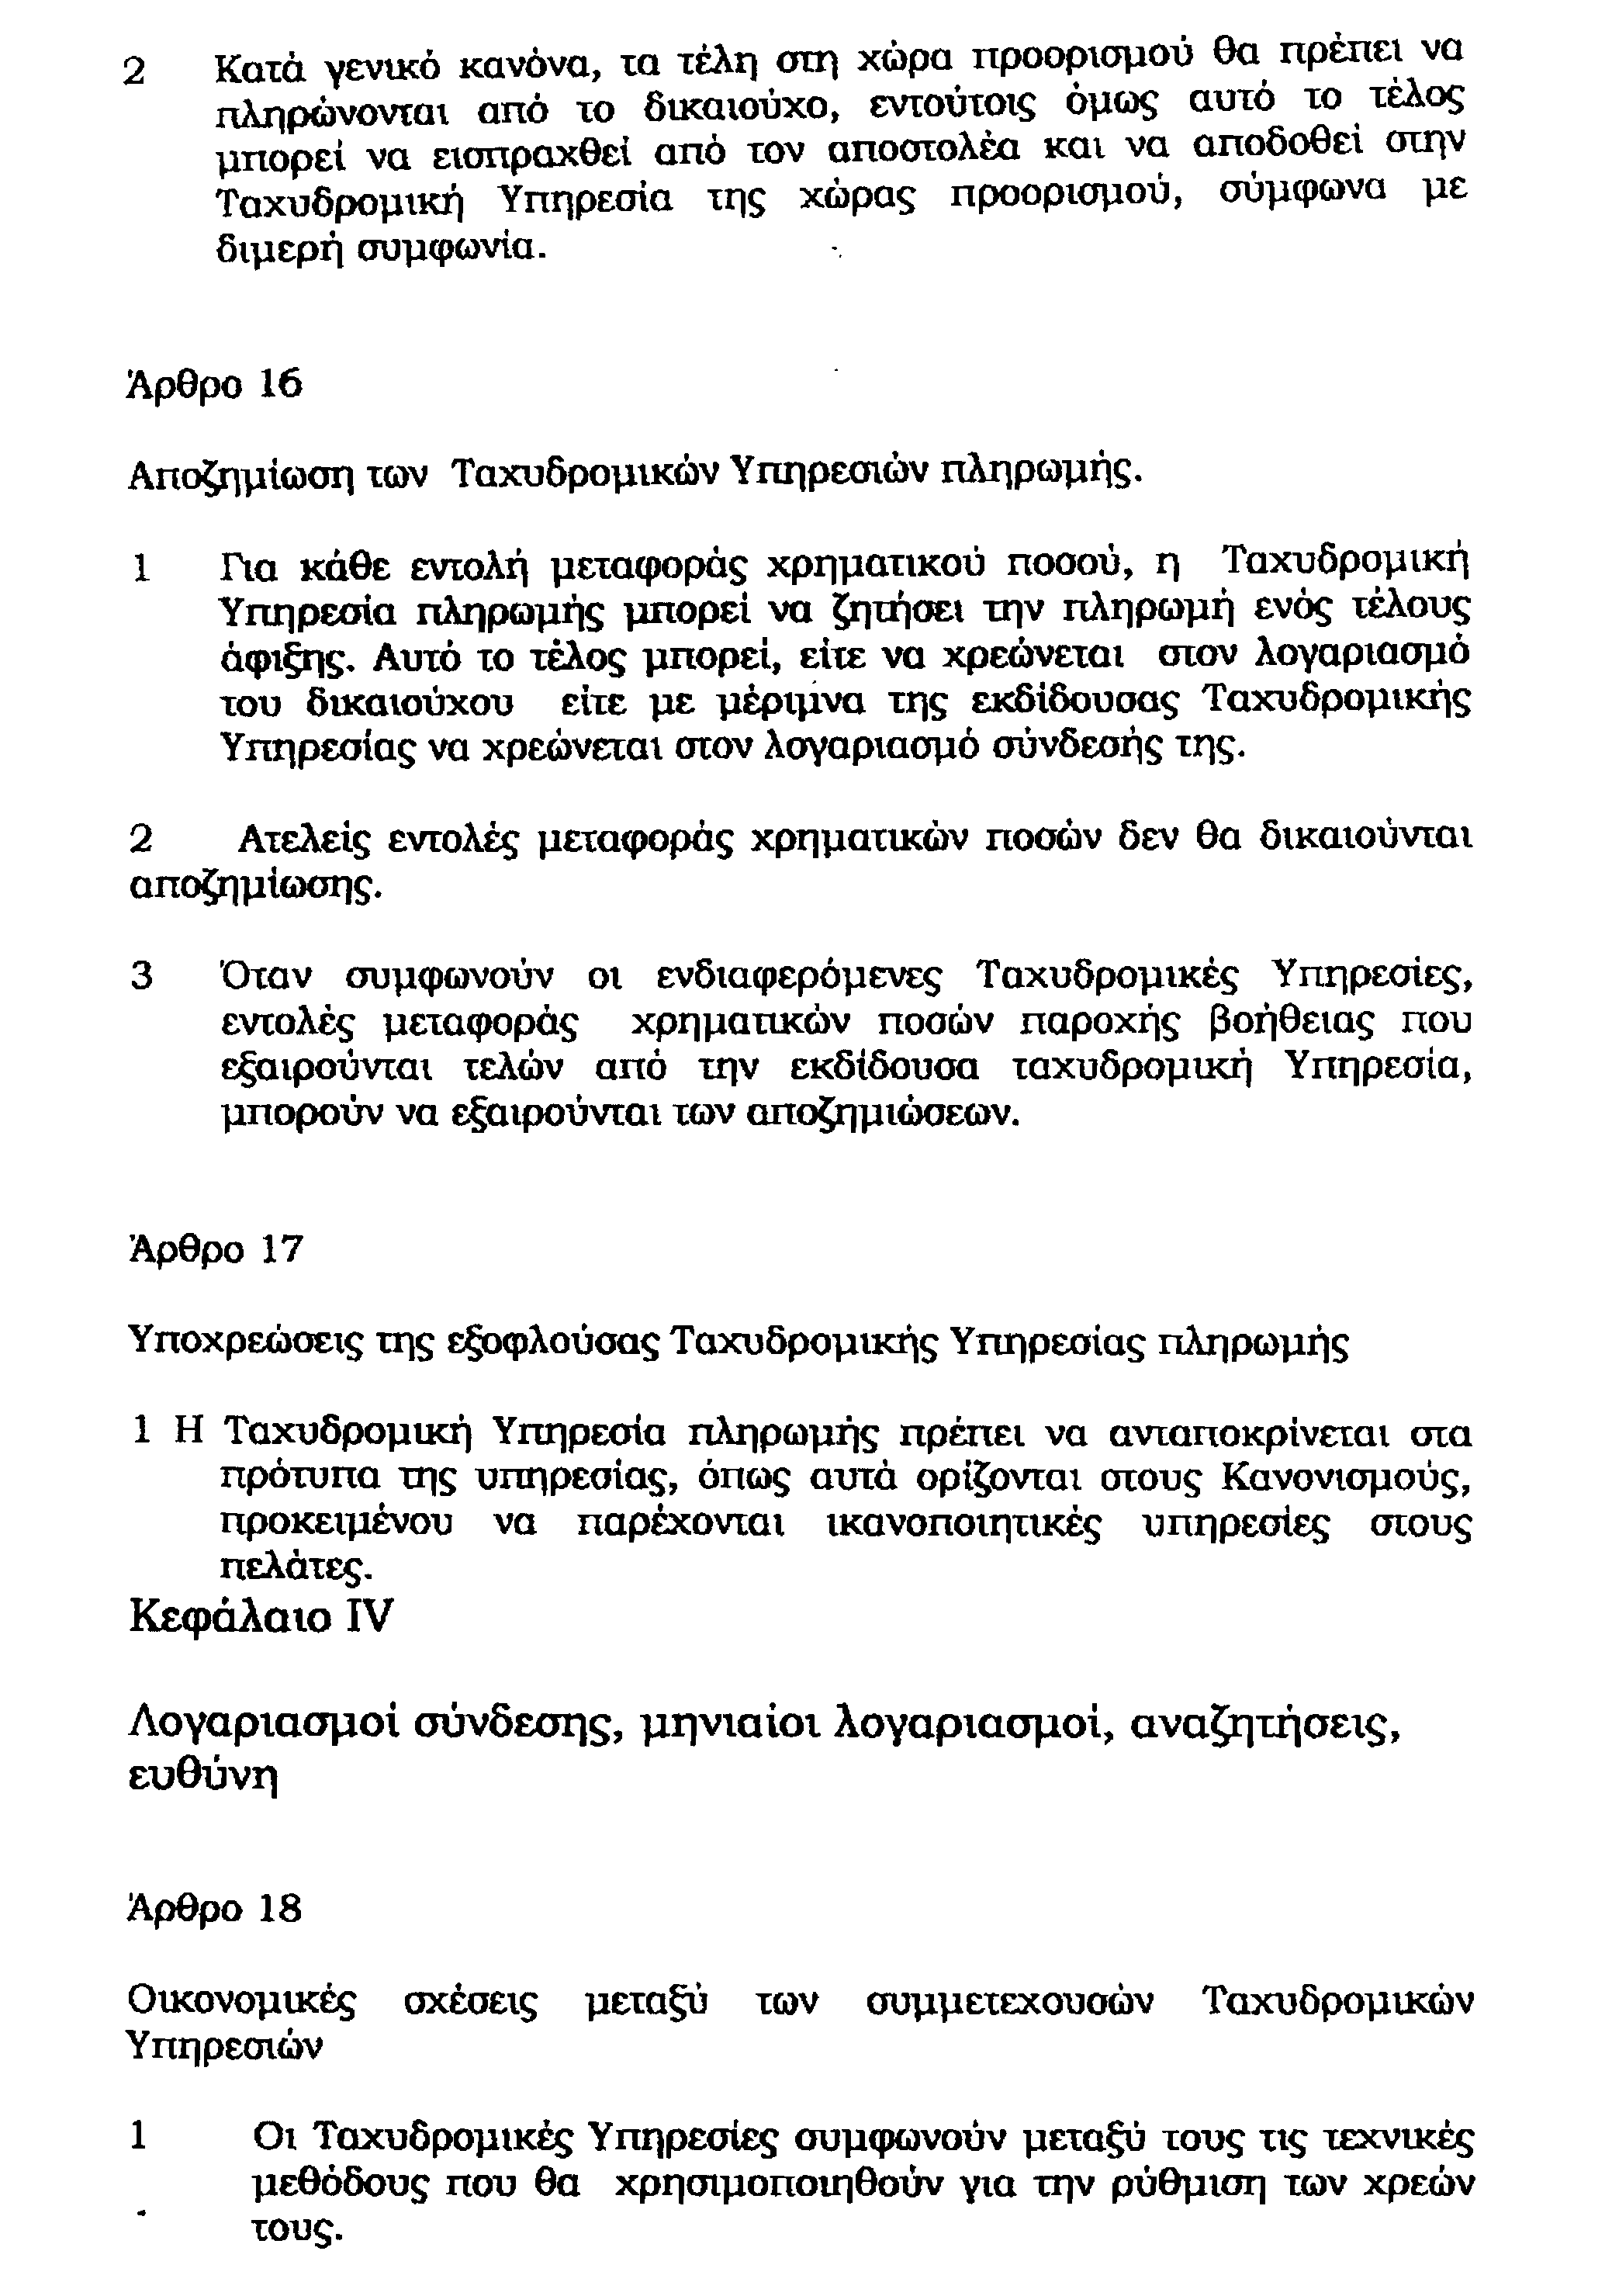 2 Κατά γενικό κανόνα, τα τέλη στη χώρα προορισμού θα πρέπει να
πληρώνονται από το δικαιούχο, εντούτοις όμως αυτό το τέλος
μπορεί να εισπραχθεί από τον αποστολέα και να αποδοθεί στην
Ταχυδρομική Υπηρεσία της χώρας προορισμού, σύμφωνα με
διμερή συμφωνία.
Άρθρο 16
Αποζημίωση των Ταχυδρομικών Υπηρεσιών πληρωμής.
1 Για κάθε εντολή μεταφοράς χρηματικού ποσού, η Ταχυδρομική
Υπηρεσία πληρωμής μπορεί να ζητήσει την πληρωμή ενός τέλους
άφιξης. Αυτό το τέλος μπορεί, είτε να χρεώνεται στον λογαριασμό
του δικαιούχου είτε με μέριμνα της εκδίδουσας Ταχυδρομικής
Υπηρεσίας να χρεώνεται στον λογαριασμό σύνδεσής της.
2 Ατελείς εντολές μεταφοράς χρηματικών ποσών δεν θα δικαιούνται
αποζημίωσης.
3 Όταν συμφωνούν οι ενδιαφερόμενες Ταχυδρομικές Υπηρεσίες,
εντολές μεταφοράς χρηματικών ποσών παροχής βοήθειας που
εξαιρούνται τελών από την εκδίδουσα ταχυδρομική Υπηρεσία,
μπορούν να εξαιρούνται των αποζημιώσεων.
Άρθρο 17
Υποχρεώσεις της εξοφλούσας Ταχυδρομικής Υπηρεσίας πληρωμής
1 Η Ταχυδρομική Υπηρεσία πληρωμής πρέπει να ανταποκρίνεται στα
πρότυπα της υπηρεσίας, όπως αυτά ορίζονται στους Κανονισμούς,
προκειμένου να παρέχονται ικανοποιητικές υπηρεσίες στους
πελάτες.
Κεφάλαιο IV
Λογαριασμοί σύνδεσης, μηνιαίοι λογαριασμοί, αναζητήσεις,
ευθύνη
Άρθρο 18
Οικονομικές σχέσεις μεταξύ των συμμετεχουσών Ταχυδρομικών
Υπηρεσιών
1 Οι Ταχυδρομικές Υπηρεσίες συμφωνούν μεταξύ τους τις τεχνικές
μεθόδους που θα χρησιμοποιηθούν για την ρύθμιση των χρεών
τους.